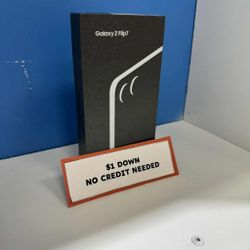 Galaxy Z Flip7
$1 DOWN
NO CREDIT NEEDED